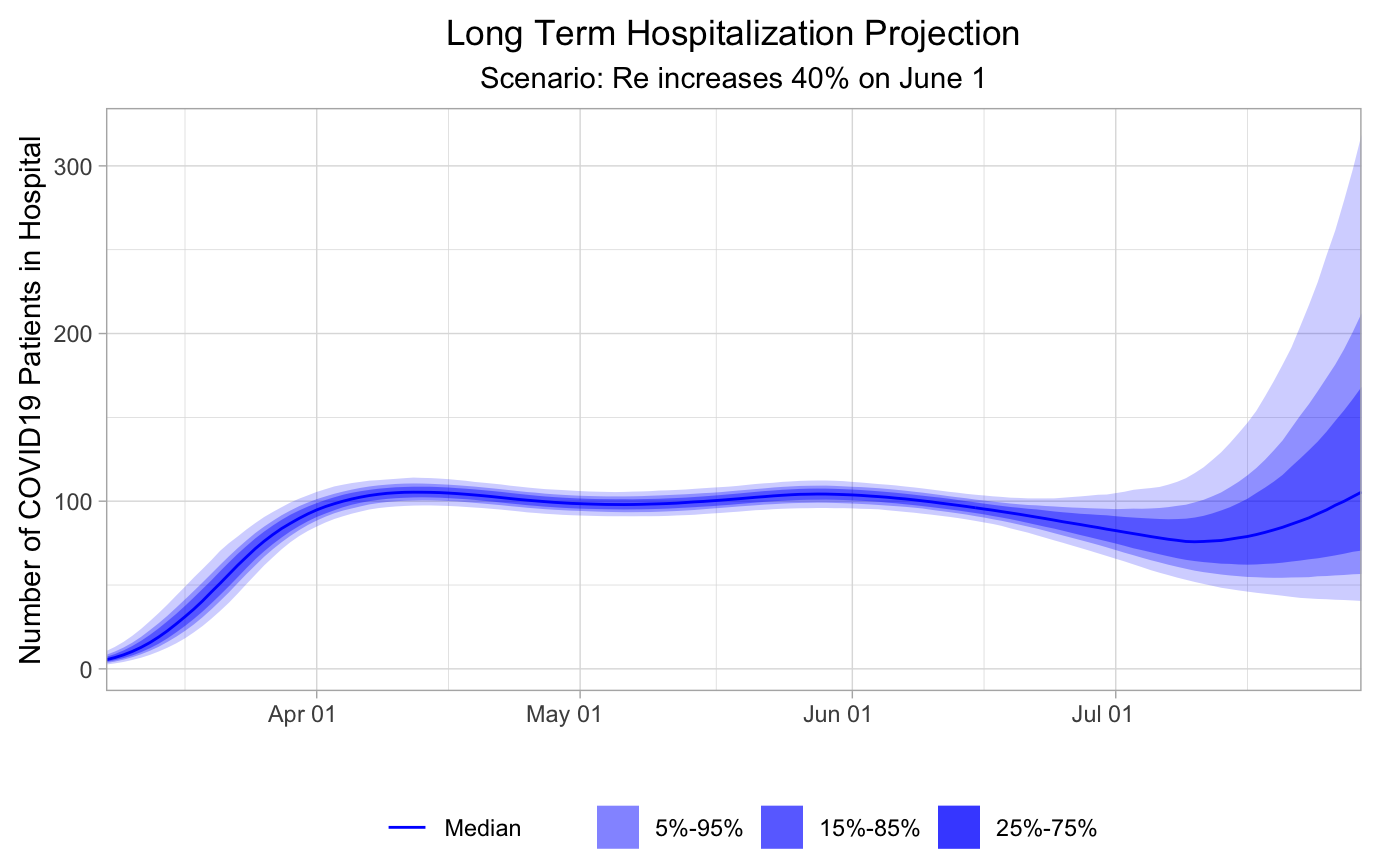 Long Term Hospitalization Projection
Scenario: Re increases 40% on June 1
Number of COVID19 Patients in Hospital
300
200
100
0
Apr 01
May 01
Jun 01
Jul 01
Median
5%-95%
15%-85%
25%-75%